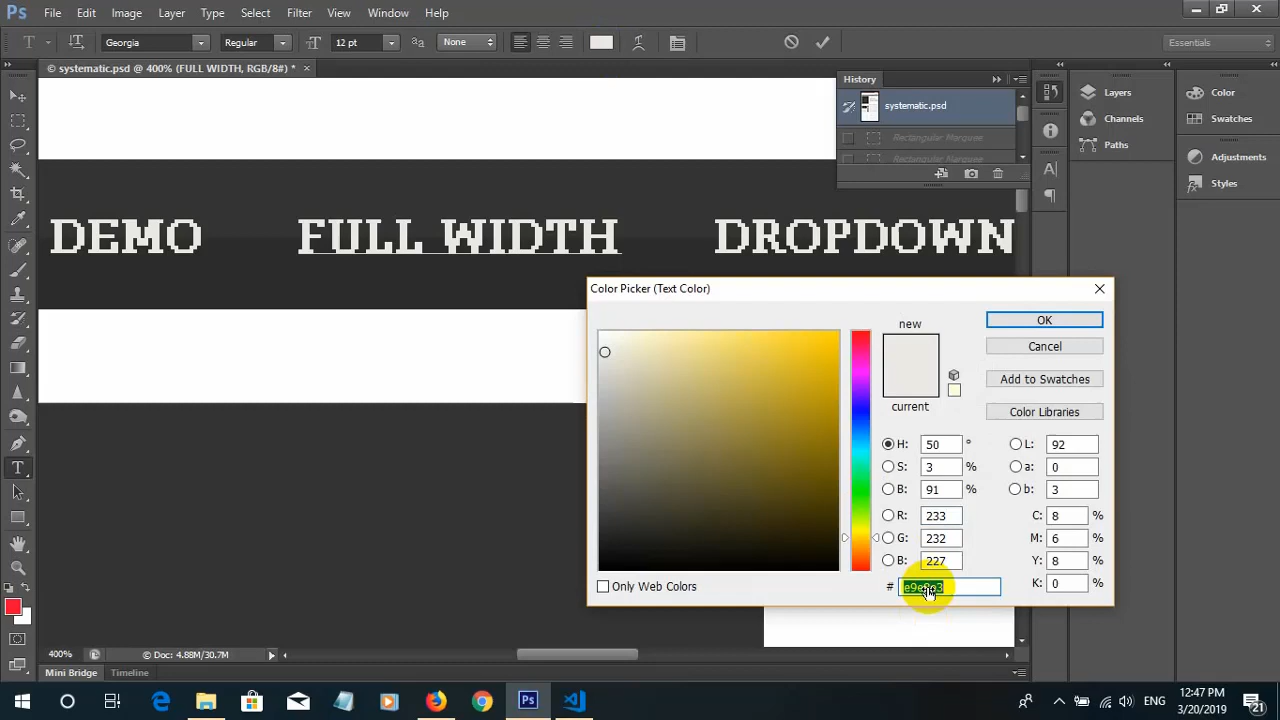 Ps File Edit Image Layer Type Select Filter View Window Help
T Georgia Regular 12 pt None Essentials
© systematic.psd @ 400% (FULL WIDTH, RGB/8#) * ×
History
systematic.psd
Rectangular Marquee
Rectangular Marquee
Layers
Channels
Paths
Color
Swatches
Adjustments
Styles
DEMO FULL WIDTH DROPDOWN
Color Picker (Text Color)
new
current
OK
Cancel
Add to Swatches
Color Libraries
H: 50 ° L: 92
S: 3 % a: 0
B: 91 % b: 3
R: 233 C: 8 %
G: 232 M: 6 %
B: 227 Y: 8 %
# e9e8e3 K: 0 %
Only Web Colors
400% © Doc: 4.88M/30.7M
Mini Bridge Timeline
ENG
12:47 PM
3/20/2019
21